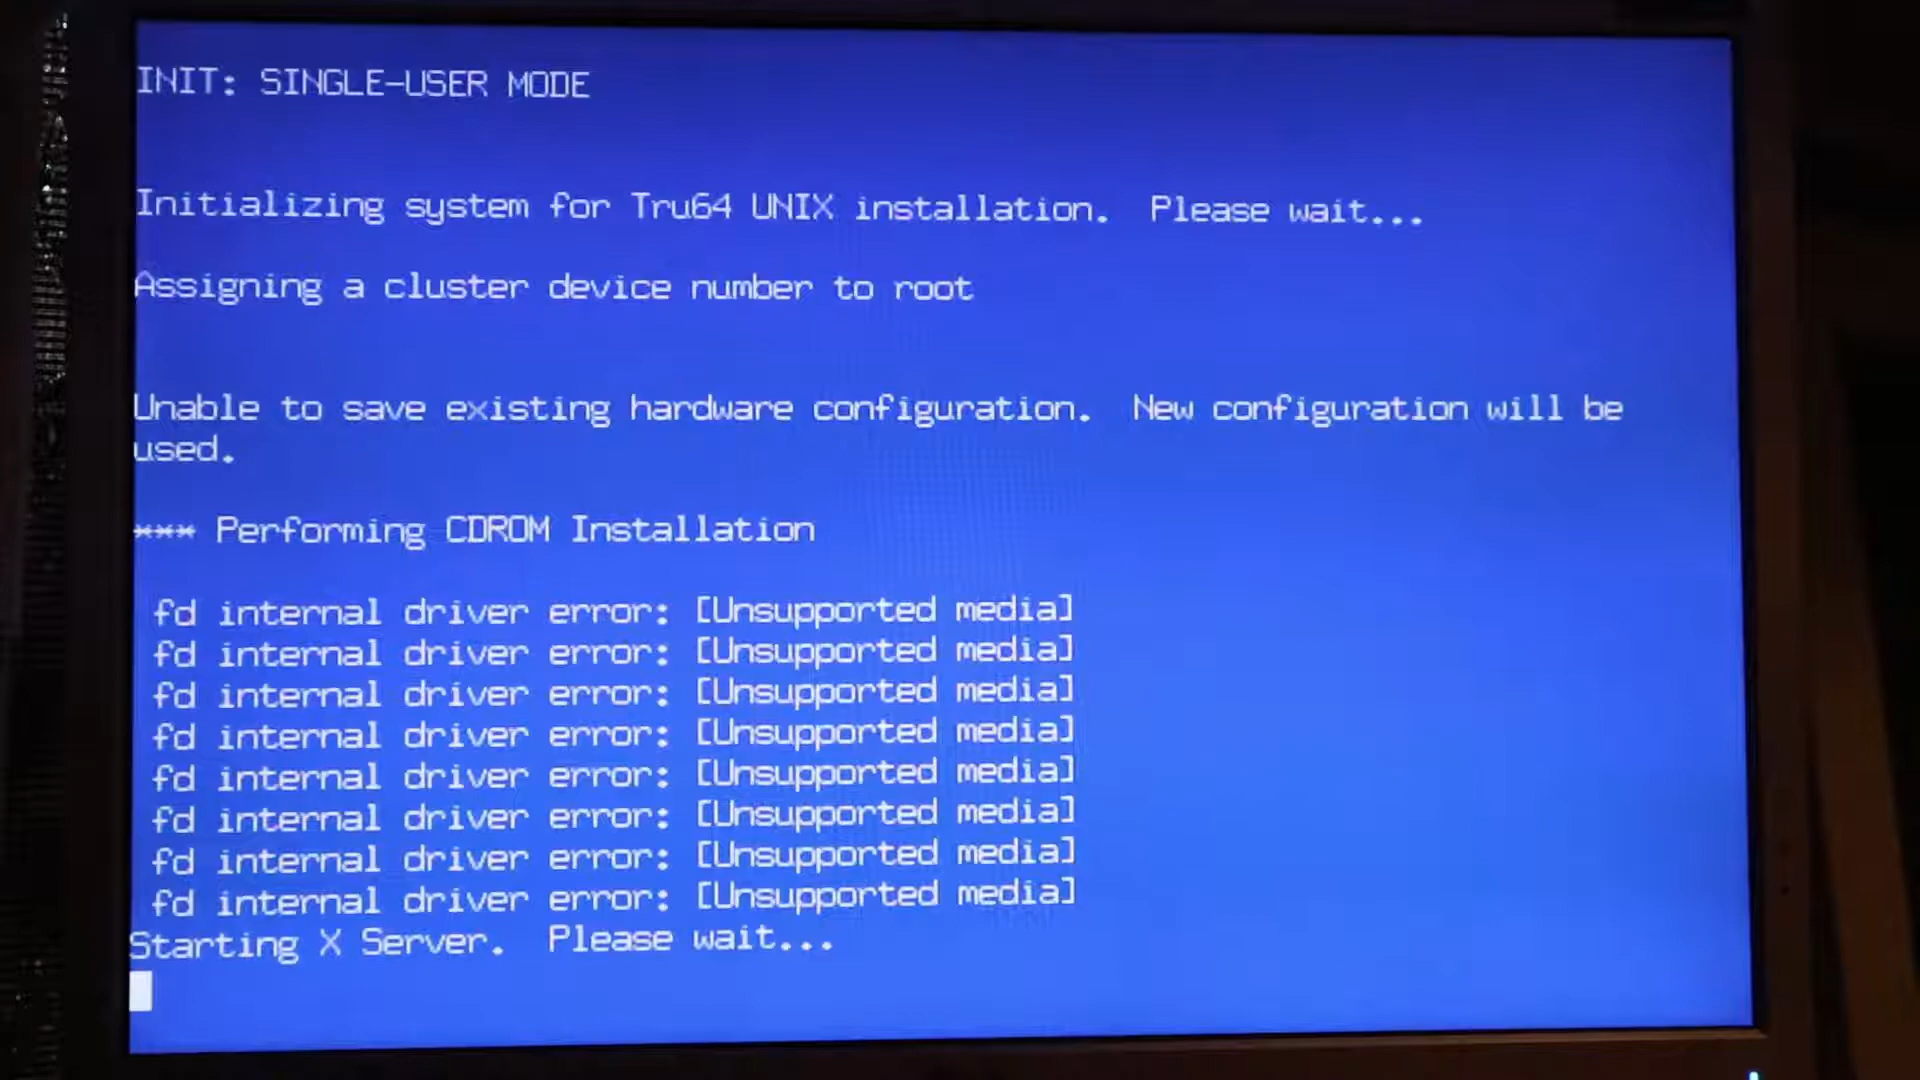 INIT: SINGLE-USER MODE
Initializing system for Tru64 UNIX installation.  Please wait...
Assigning a cluster device number to root
Unable to save existing hardware configuration.  New configuration will be
used.
*** Performing CDROM Installation
fd internal driver error: [Unsupported media]
fd internal driver error: [Unsupported media]
fd internal driver error: [Unsupported media]
fd internal driver error: [Unsupported media]
fd internal driver error: [Unsupported media]
fd internal driver error: [Unsupported media]
fd internal driver error: [Unsupported media]
fd internal driver error: [Unsupported media]
Starting X Server.  Please wait...